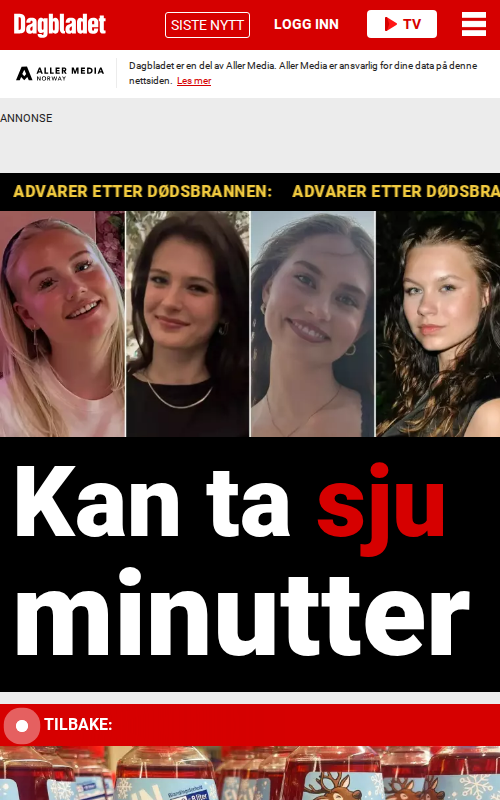 Dagbladet
SISTE NYTT
LOGG INN
TV
ALLER MEDIA
NORWAY
Dagbladet er en del av Aller Media. Aller Media er ansvarlig for dine data på denne
nettsiden. Les mer
ANNONSE
ADVARER ETTER DØDSBRANNEN: ADVARER ETTER DØDSBRA
Kan ta sju
minutter
TILBAKE: